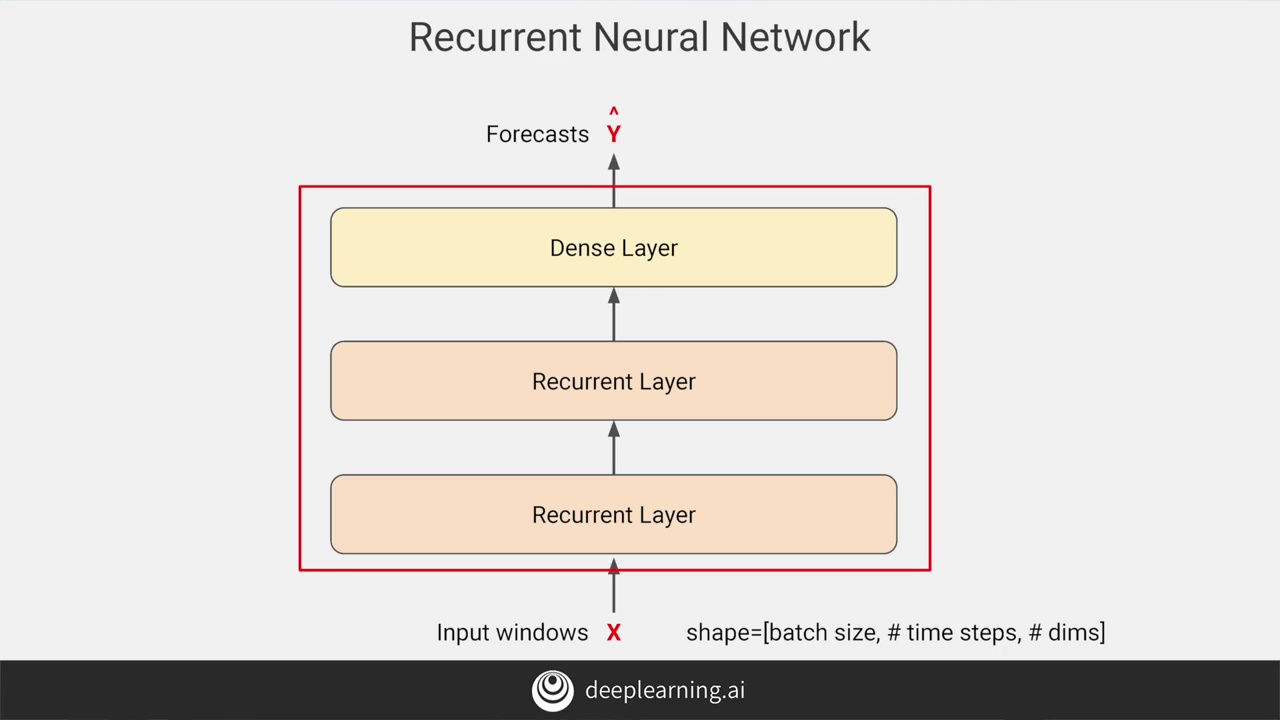 Recurrent Neural Network
Forecasts Ŷ
Dense Layer
Recurrent Layer
Recurrent Layer
Input windows X shape=[batch size, # time steps, # dims]
deeplearning.ai